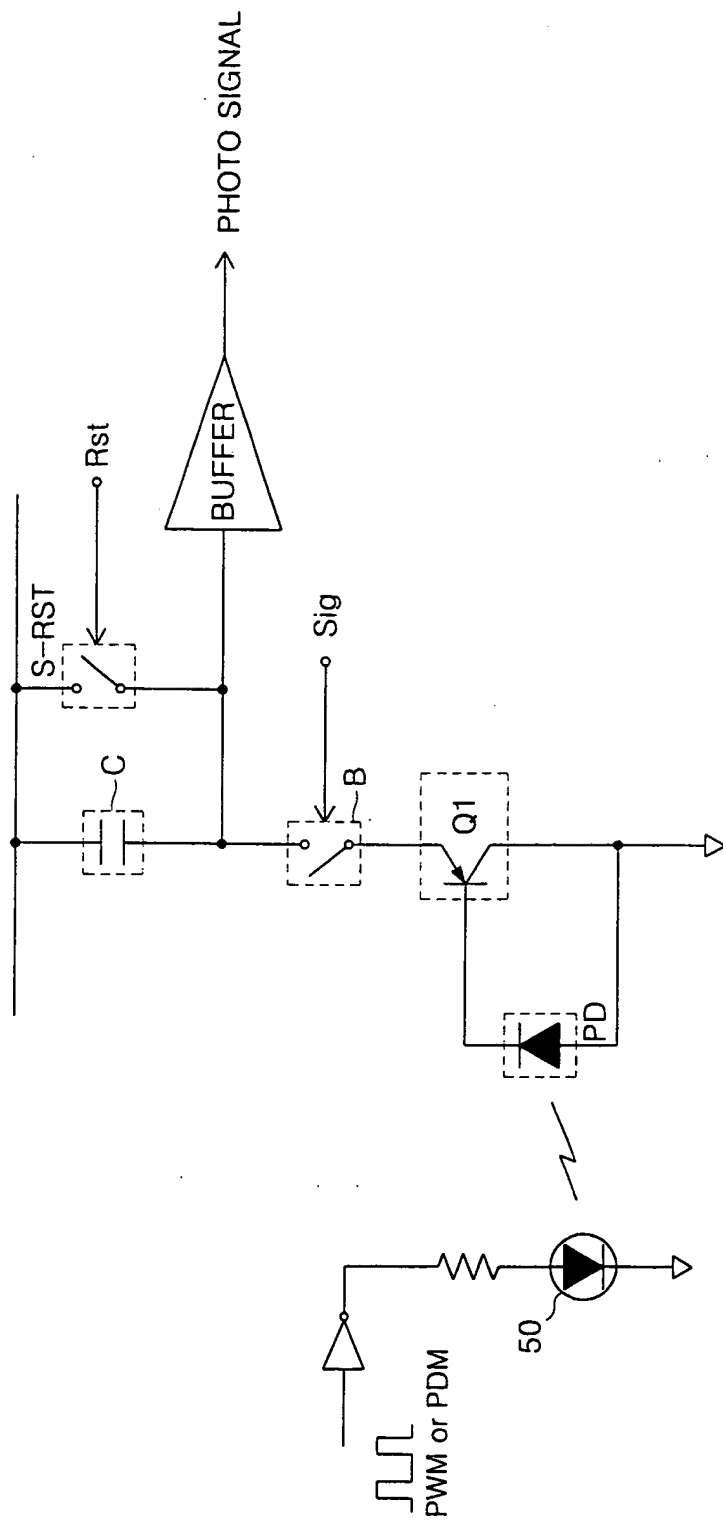 S-RST
Rst
C
PHOTO SIGNAL
BUFFER
Sig
B
Q1
PD
50
PWM or PDM